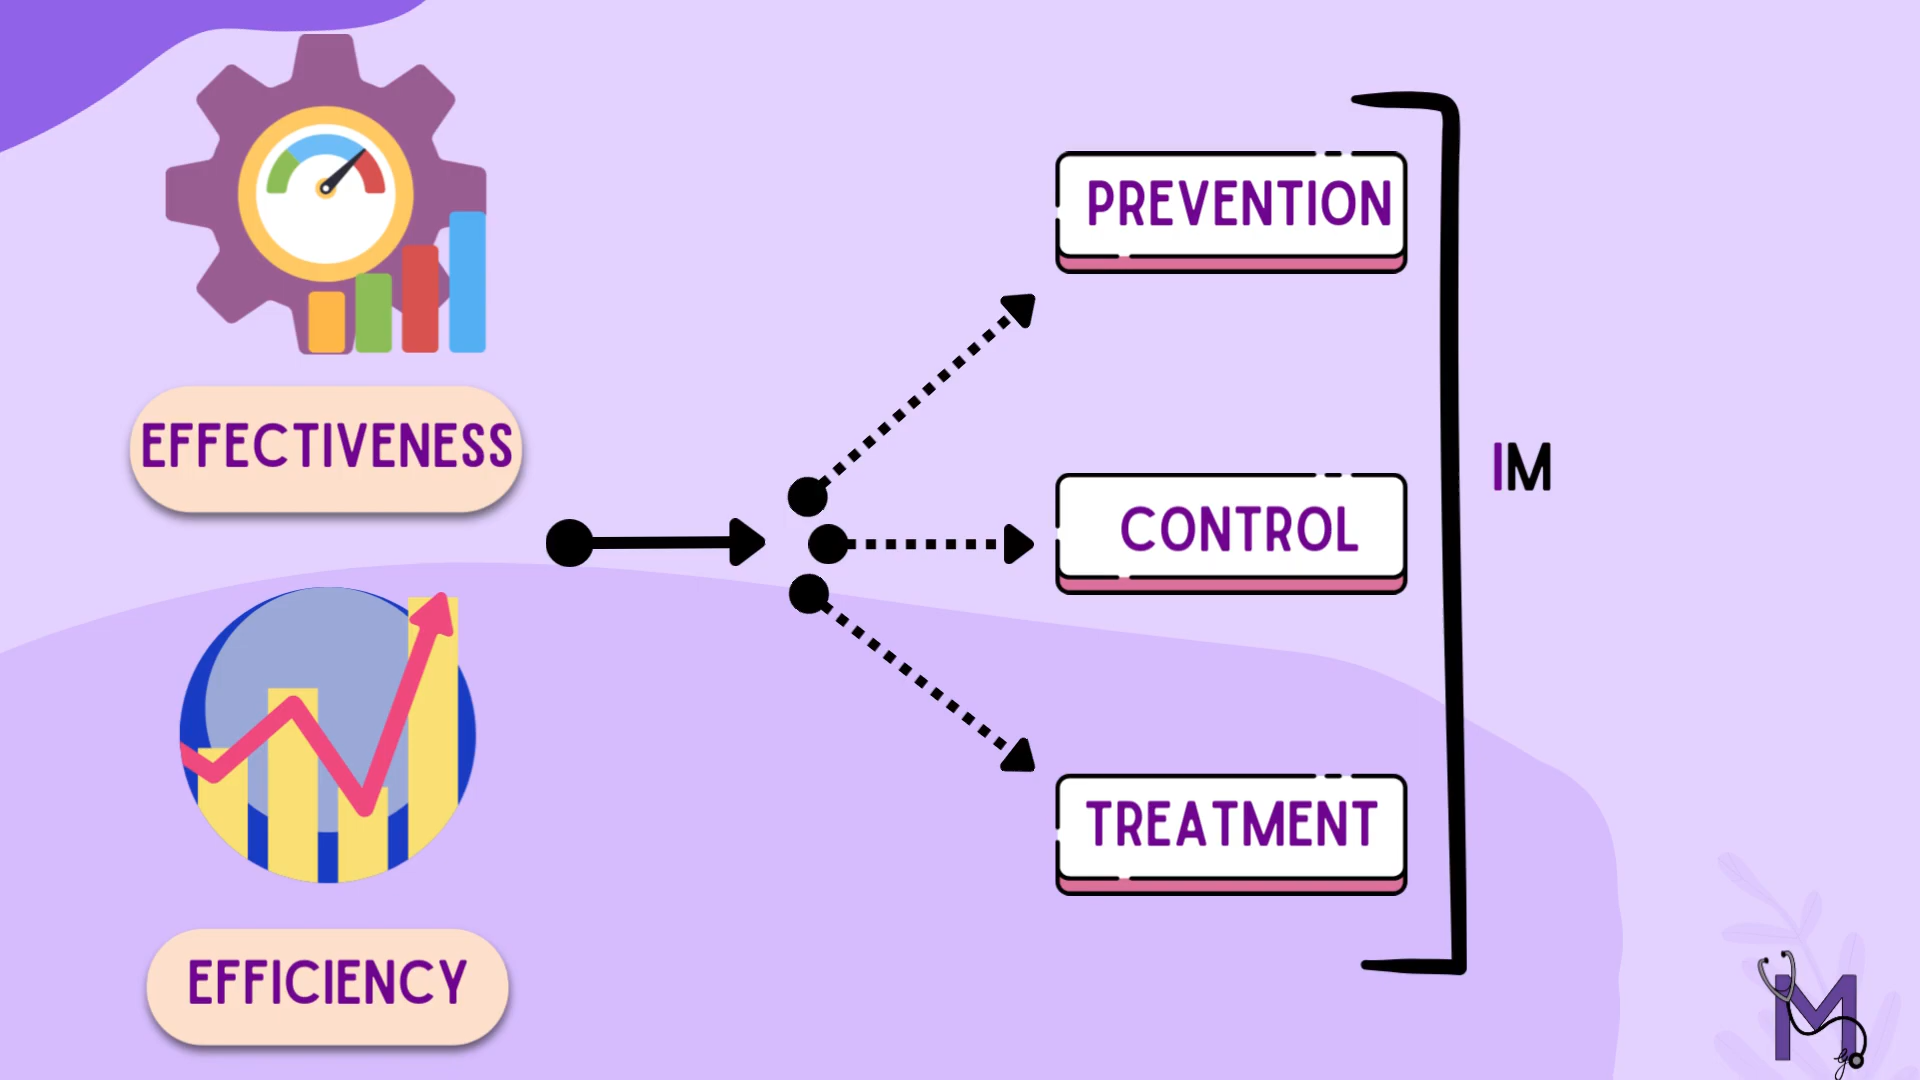 EFFECTIVENESS
EFFICIENCY
PREVENTION
CONTROL
TREATMENT
IM
M